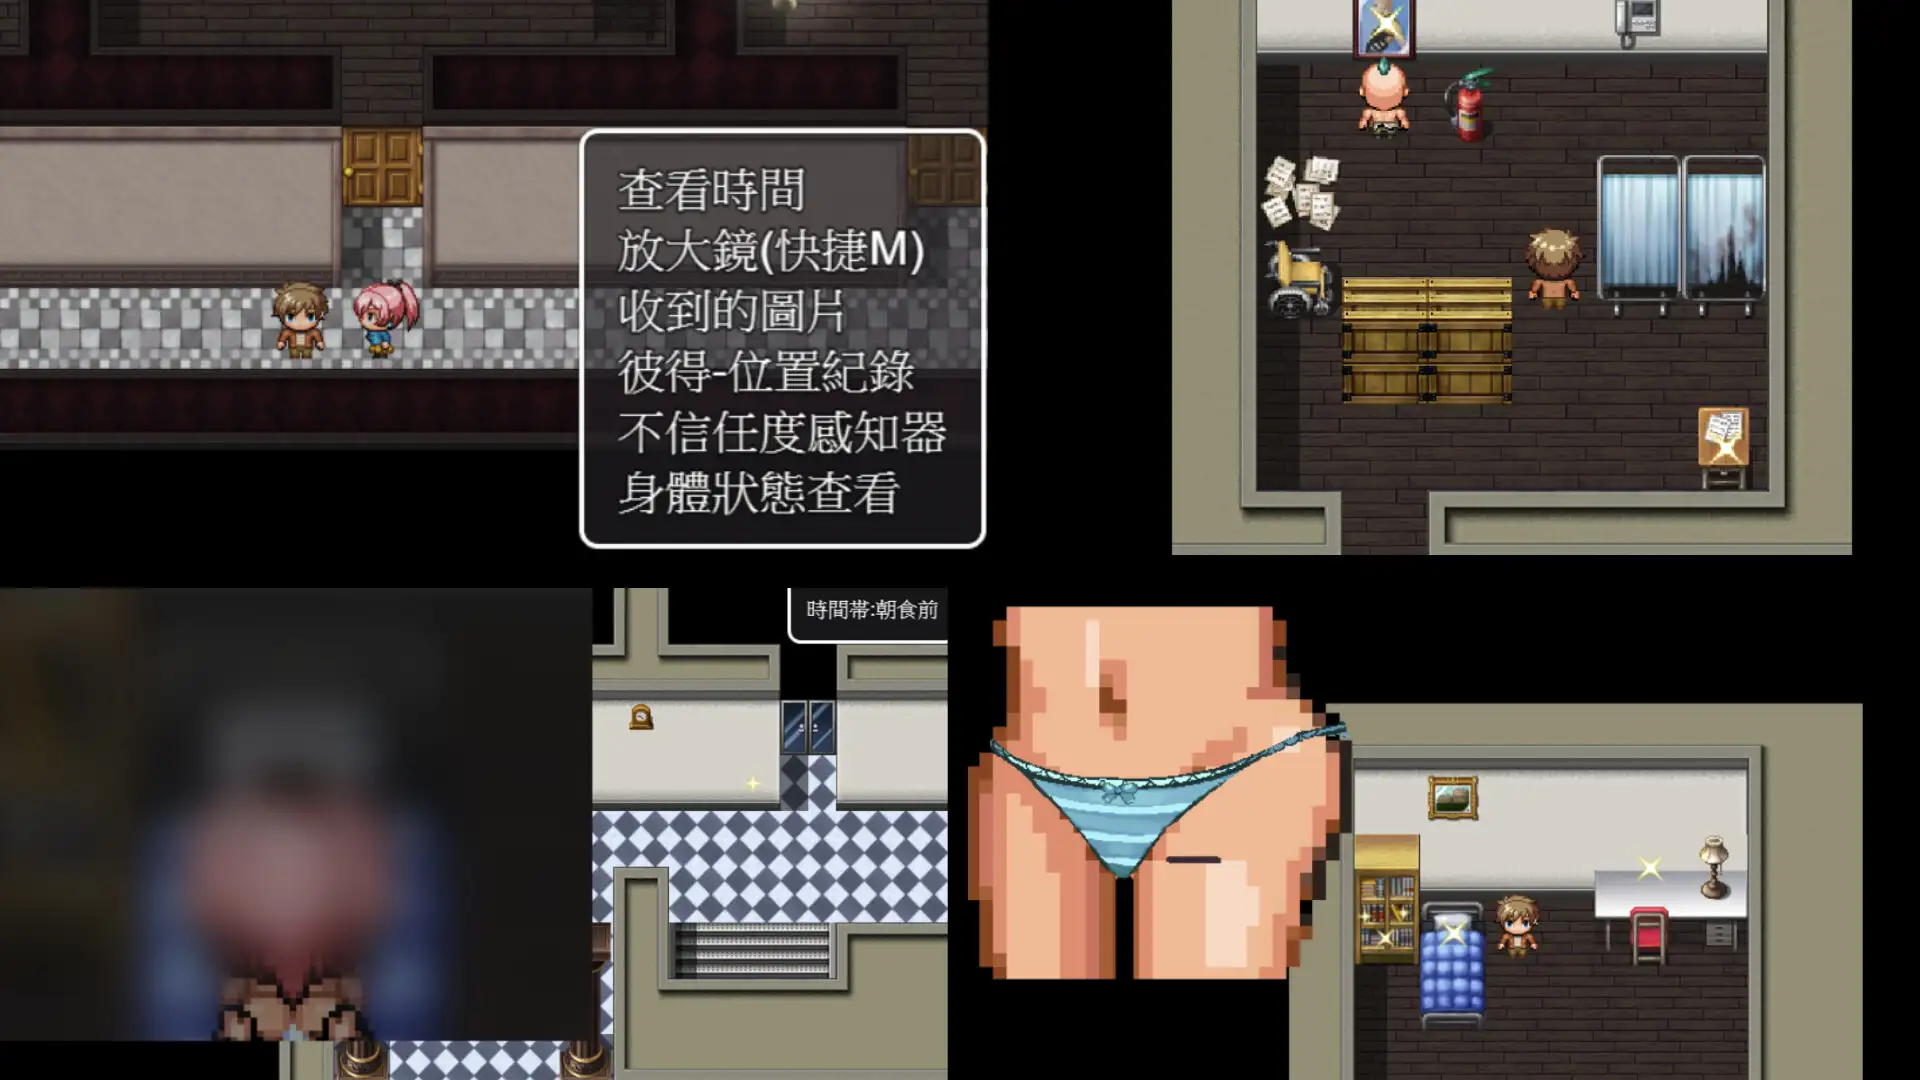 查看時間
放大鏡(快捷M)
收到的圖片
彼得-位置紀錄
不信任度感知器
身體狀態查看
時間帯:朝食前